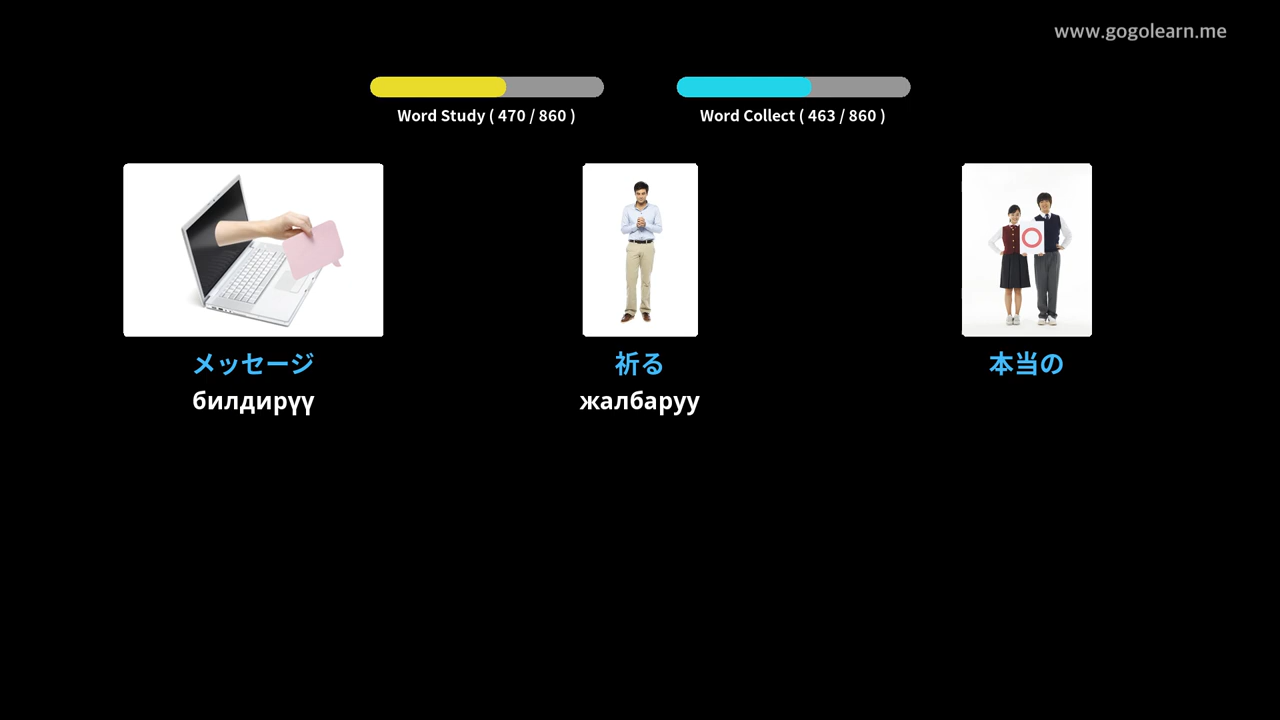 www.gogolearn.me
Word Study ( 470 / 860 )
Word Collect ( 463 / 860 )
メッセージ
祈る
本当の
билдирүү
жалбаруу